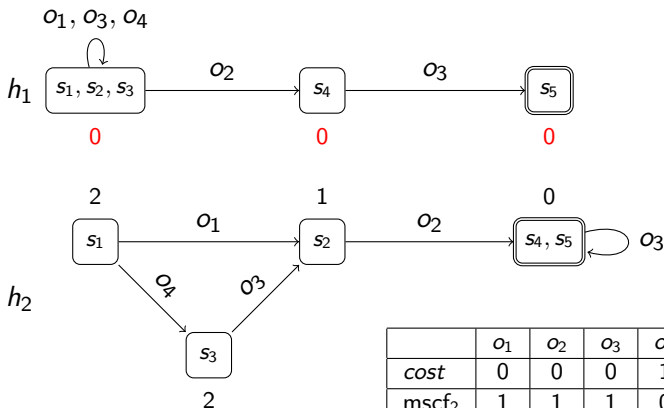 o₁, o₃, o₄
h₁ s₁, s₂, s₃ o₂ s₄ o₃ s₅
0 0 0
2 1 0
s₁ o₁ s₂ o₂ s₄, s₅ o₃
o₄ o₃
h₂
s₃
2
o₁ o₂ o₃
cost 0 0 0 1
mscf₂ 1 1 1 0